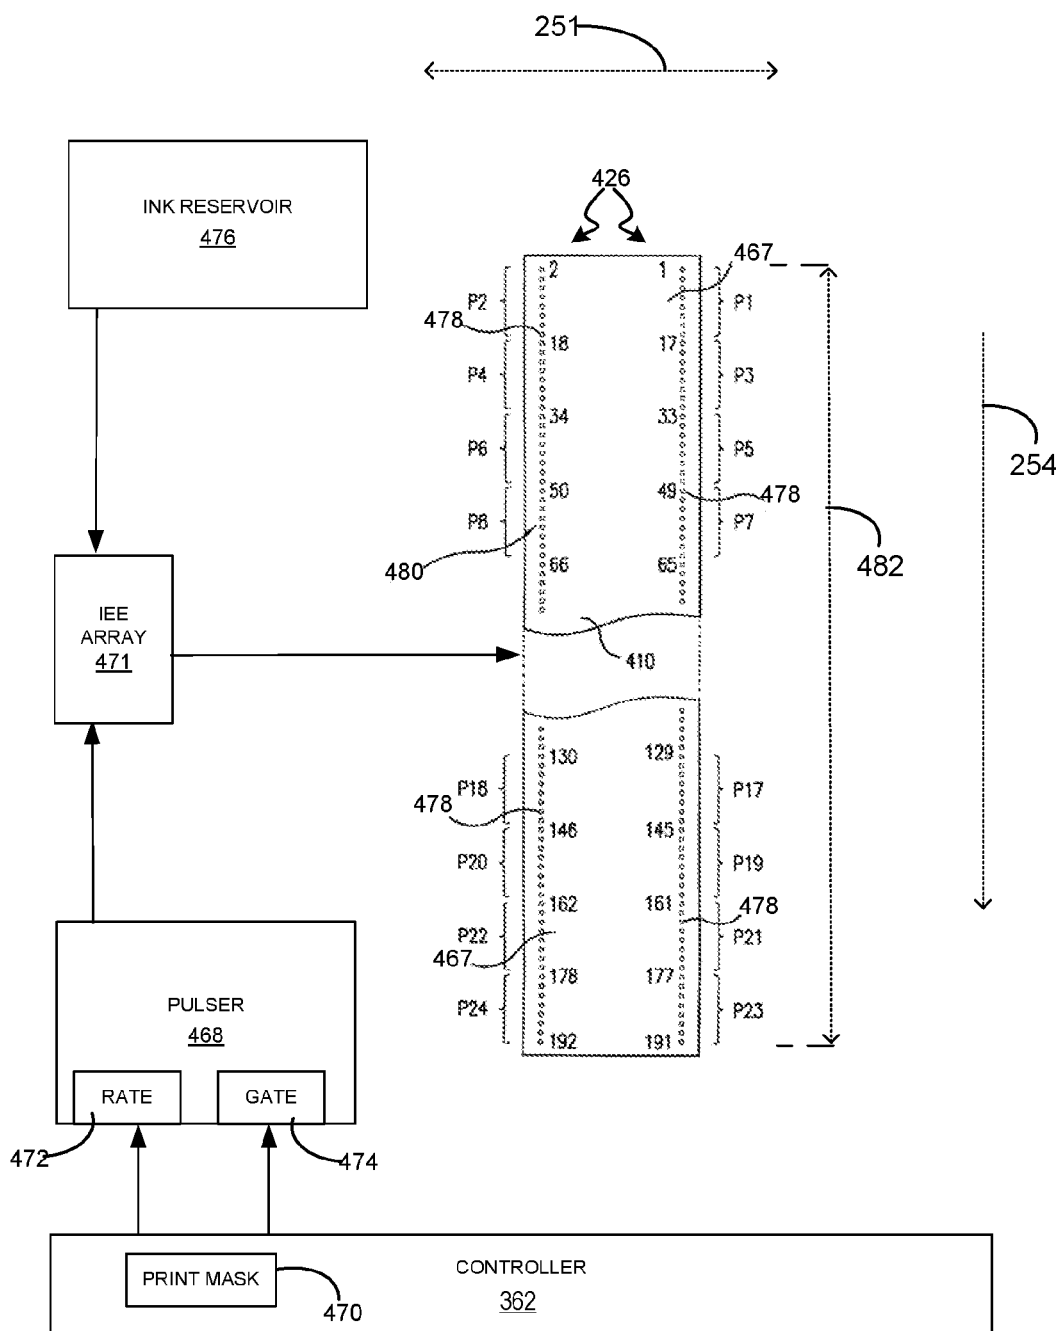 251
INK RESERVOIR
476
426
467
2 1
P2 P1
478
18 17
P4 P3
34 33
P6 P5
254
50 49 478
P8 P7
480
482
66 65
IEE
ARRAY
471
410
130 129
P18 P17
478
146 145
P20 P19
162 161 478
P22 P21
467
178 177
P24 P23
192 191
PULSER
468
RATE GATE
472 474
PRINT MASK
470
CONTROLLER
362